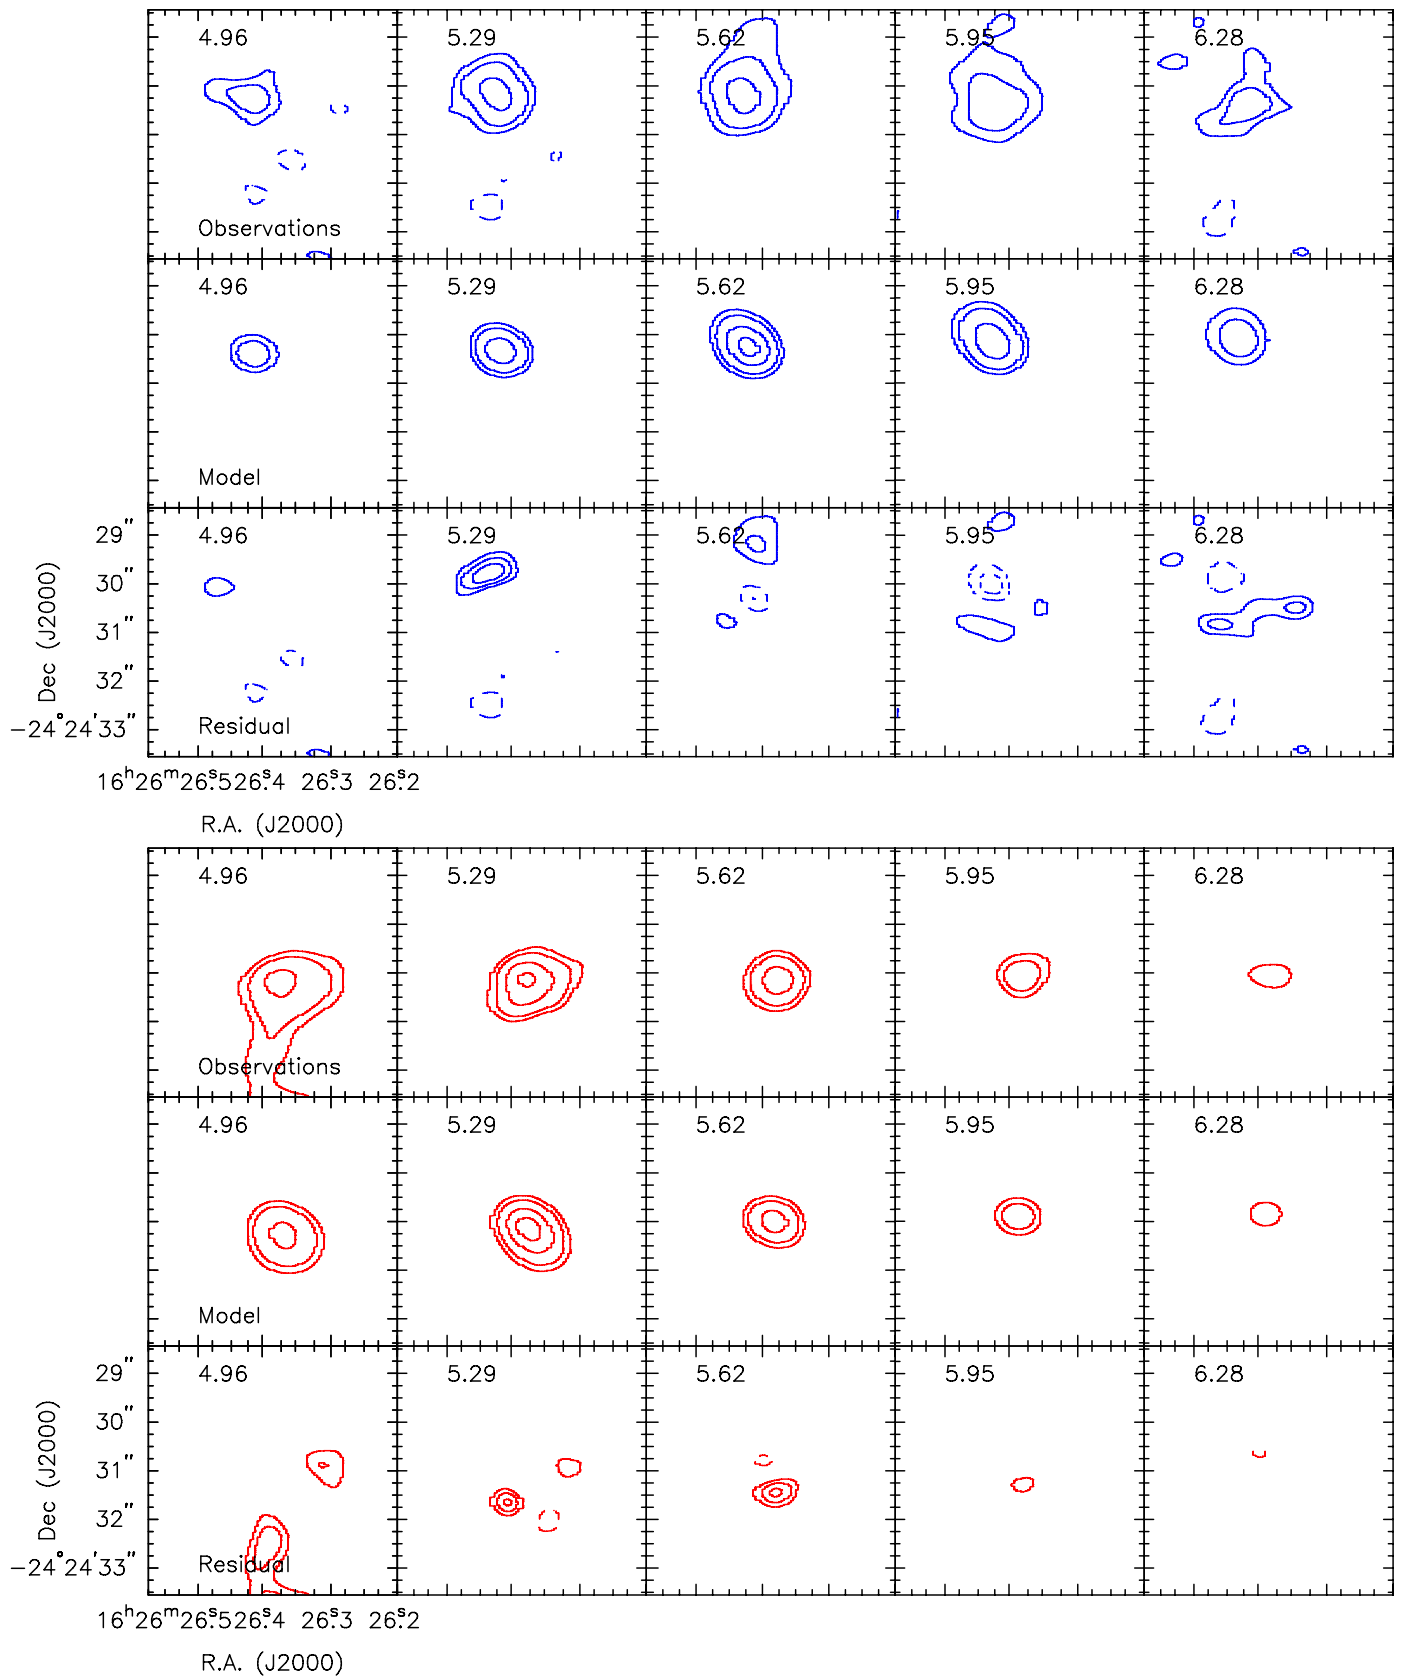 4.96 5.29 5.62 5.95 6.28
Observations
4.96 5.29 5.62 5.95 6.28
Model
4.96 5.29 5.62 5.95 6.28
29"
30"
31"
32"
−24°24'33"
Dec (J2000)
Residual
16ʰ26ᵐ26ˢ.526ˢ.4 26ˢ.3 26ˢ.2
R.A. (J2000)
4.96 5.29 5.62 5.95 6.28
Observations
4.96 5.29 5.62 5.95 6.28
Model
4.96 5.29 5.62 5.95 6.28
29"
30"
31"
32"
−24°24'33"
Dec (J2000)
Residual
16ʰ26ᵐ26ˢ.526ˢ.4 26ˢ.3 26ˢ.2
R.A. (J2000)